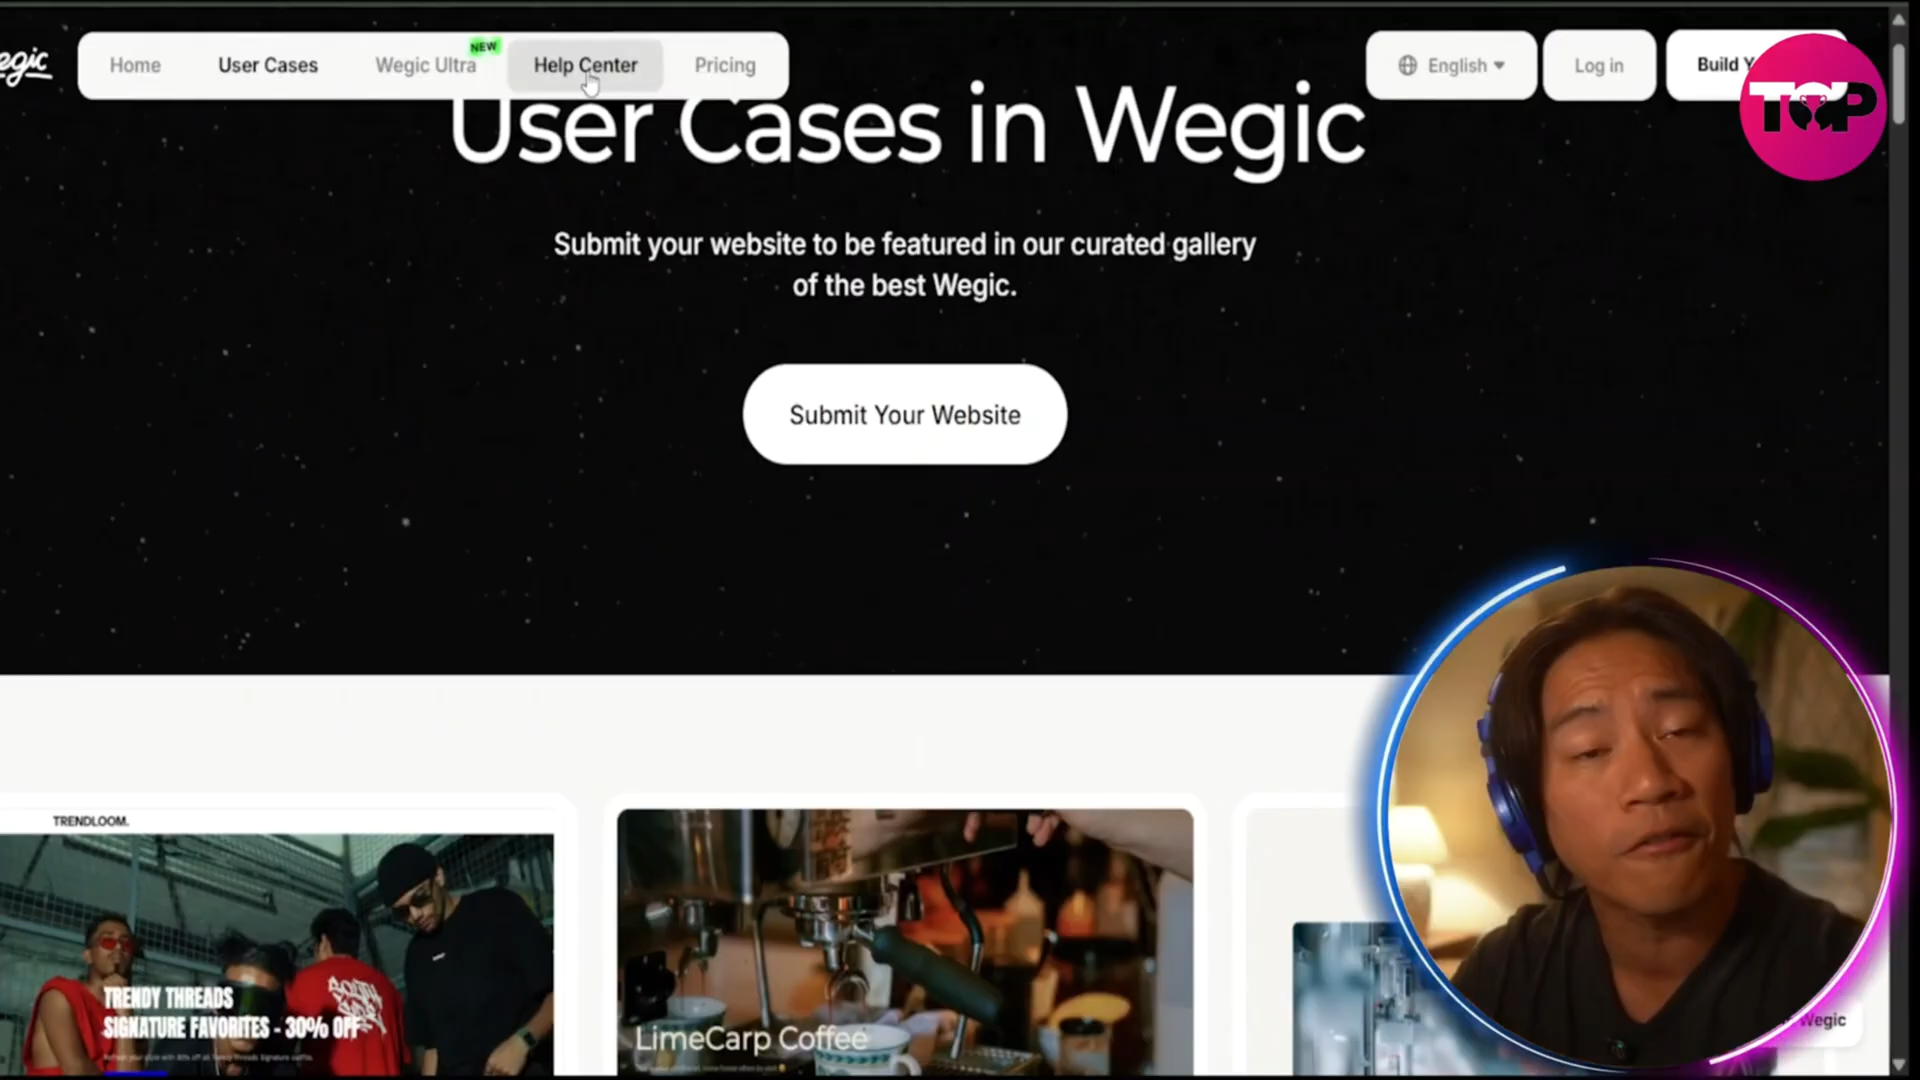 Home
User Cases
Wegic Ultra
NEW
Help Center
Pricing
English
Log in
Build
TOP
User Cases in Wegic
Submit your website to be featured in our curated gallery
of the best Wegic.
Submit Your Website
TRENDLOOM.
TRENDY THREADS
SIGNATURE FAVORITES - 30% OFF
LimeCarp Coffee
Wegic